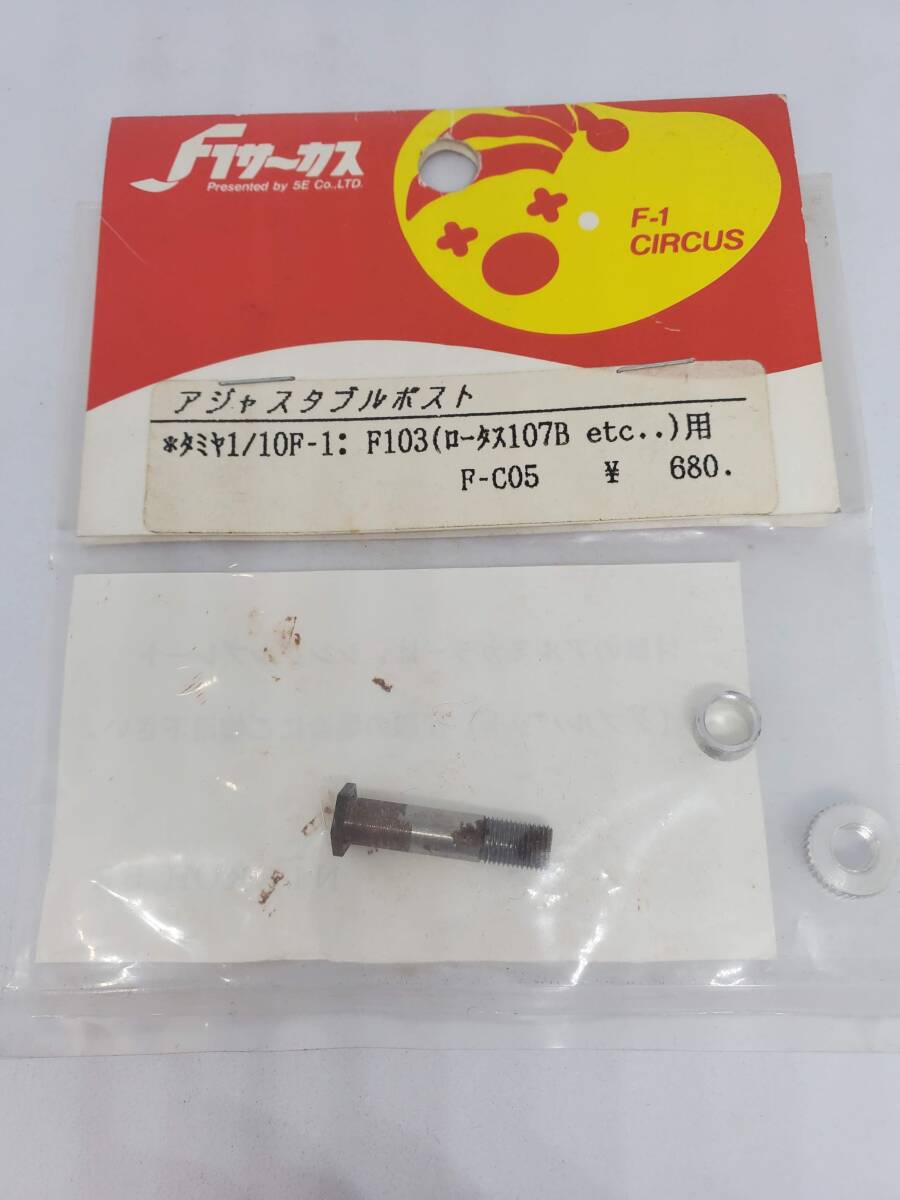 F1サーカス
Presented by 5E Co.,LTD.
F-1
CIRCUS
アジャスタブルポスト
*タミヤ1/10F-1: F103(ロータス107B etc..)用
F-C05 ¥ 680.